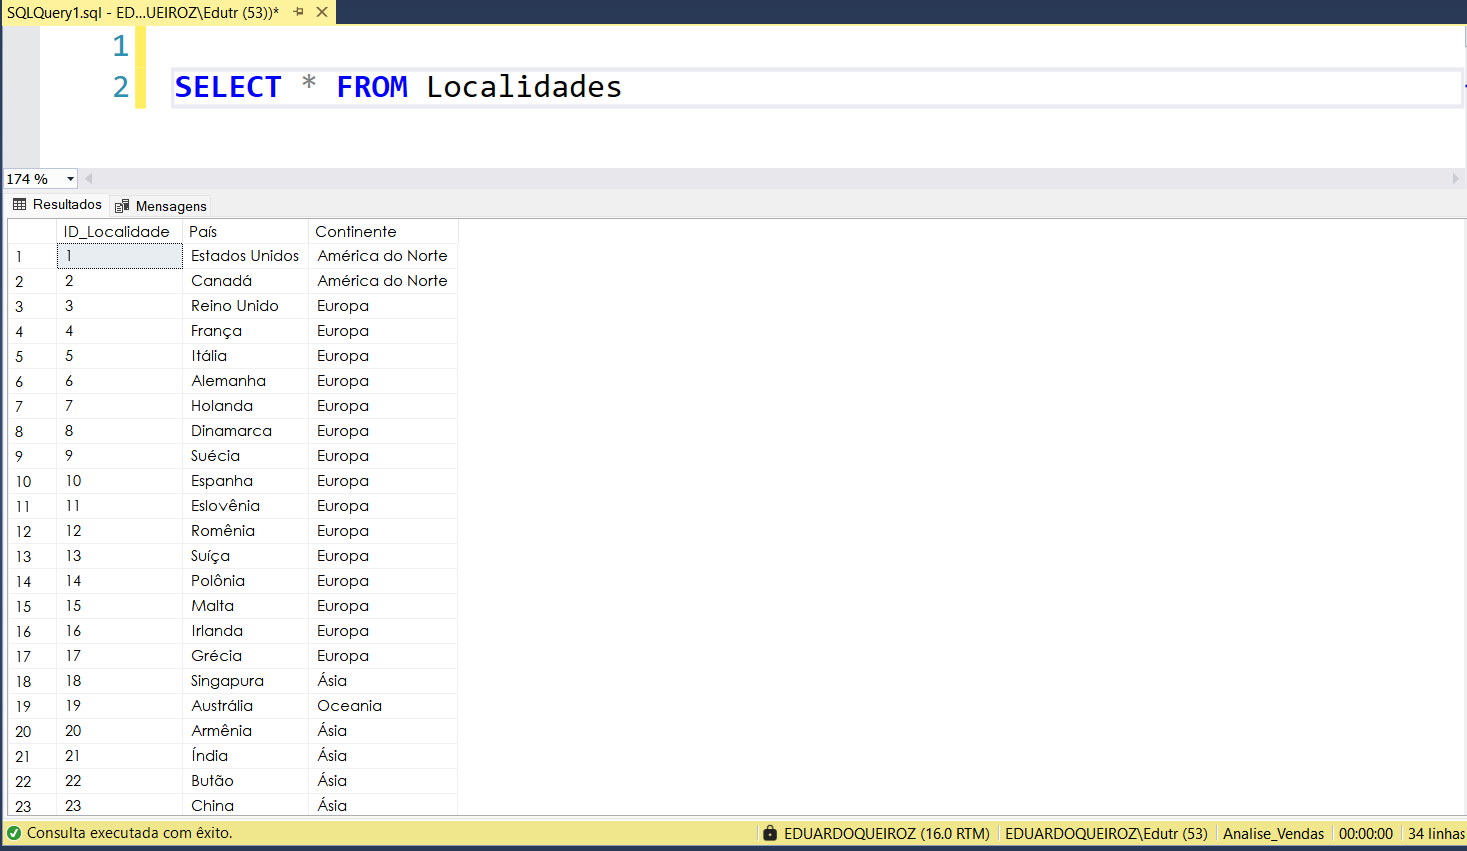 SQLQuery1.sql - ED...UEIROZ\Edutr (53))*
1
2 SELECT * FROM Localidades
174 %
Resultados Mensagens
ID_Localidade País Continente
1 1 Estados Unidos América do Norte
2 2 Canadá América do Norte
3 3 Reino Unido Europa
4 4 França Europa
5 5 Itália Europa
6 6 Alemanha Europa
7 7 Holanda Europa
8 8 Dinamarca Europa
9 9 Suécia Europa
10 10 Espanha Europa
11 11 Eslovênia Europa
12 12 Romênia Europa
13 13 Suíça Europa
14 14 Polônia Europa
15 15 Malta Europa
16 16 Irlanda Europa
17 17 Grécia Europa
18 18 Singapura Ásia
19 19 Austrália Oceania
20 20 Armênia Ásia
21 21 Índia Ásia
22 22 Butão Ásia
23 23 China Ásia
Consulta executada com êxito. EDUARDOQUEIROZ (16.0 RTM) EDUARDOQUEIROZ\Edutr (53) Analise_Vendas 00:00:00 34 linhas